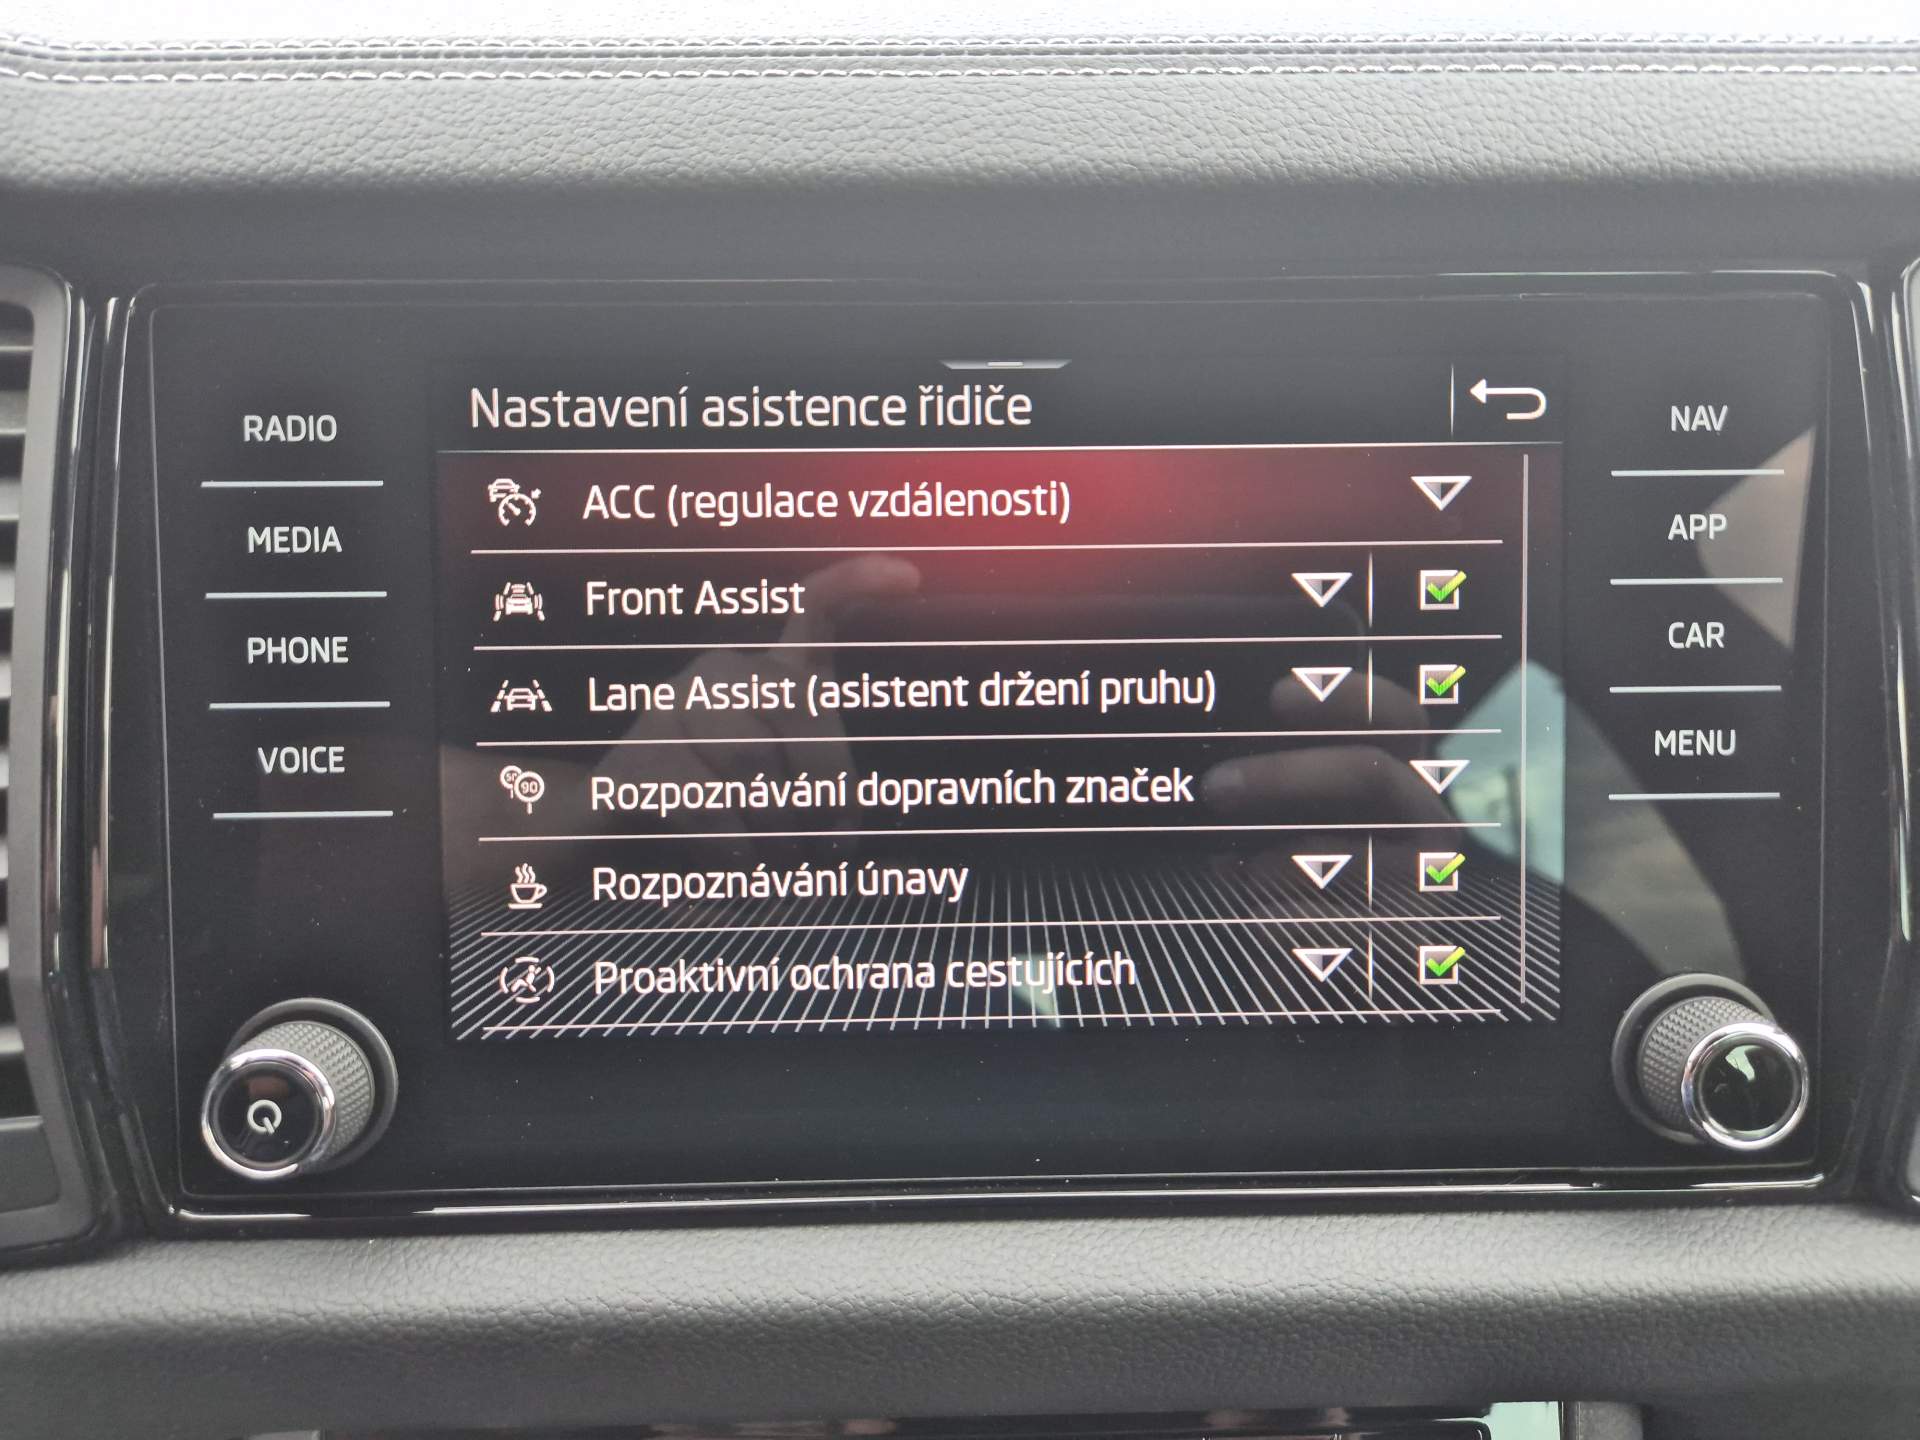 RADIO
MEDIA
PHONE
VOICE
Nastavení asistence řidiče
ACC (regulace vzdálenosti)
Front Assist
Lane Assist (asistent držení pruhu)
90
Rozpoznávání dopravních značek
Rozpoznávání únavy
Proaktivní ochrana cestujících
NAV
APP
CAR
MENU